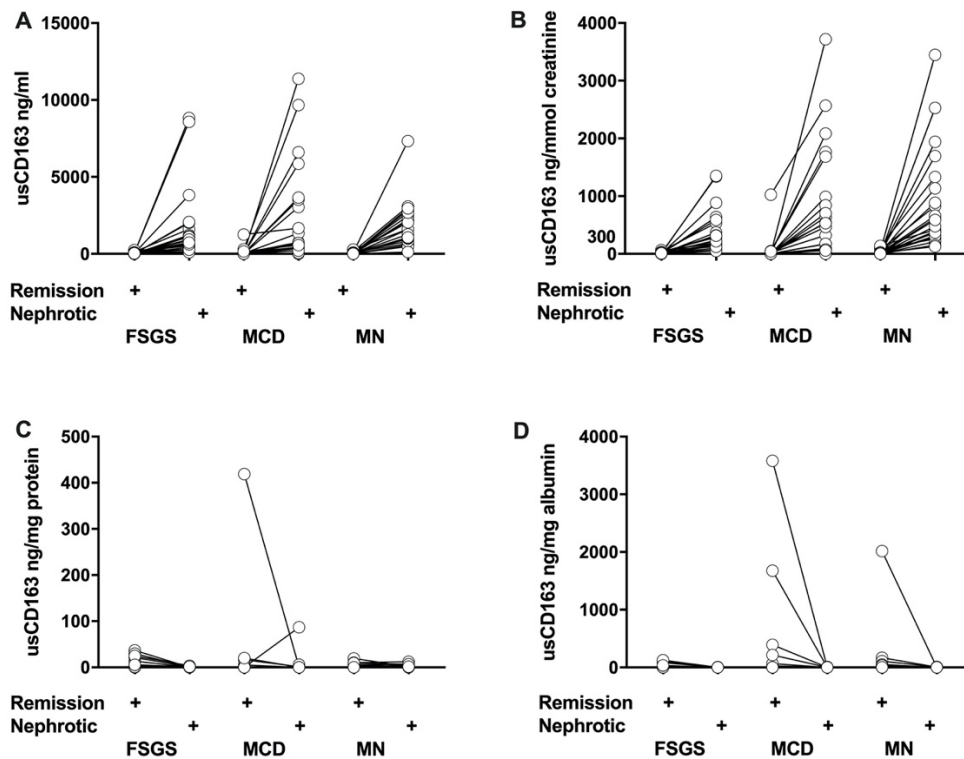 A
usCD163 ng/ml
15000
10000
5000
0
Remission + + +
Nephrotic + + +
FSGS MCD MN
B
usCD163 ng/mmol creatinine
4000
3000
2000
1000
300
0
Remission + + +
Nephrotic + + +
FSGS MCD MN
C
usCD163 ng/mg protein
500
400
300
200
100
0
Remission + + +
Nephrotic + + +
FSGS MCD MN
D
usCD163 ng/mg albumin
4000
3000
2000
1000
0
Remission + + +
Nephrotic + + +
FSGS MCD MN